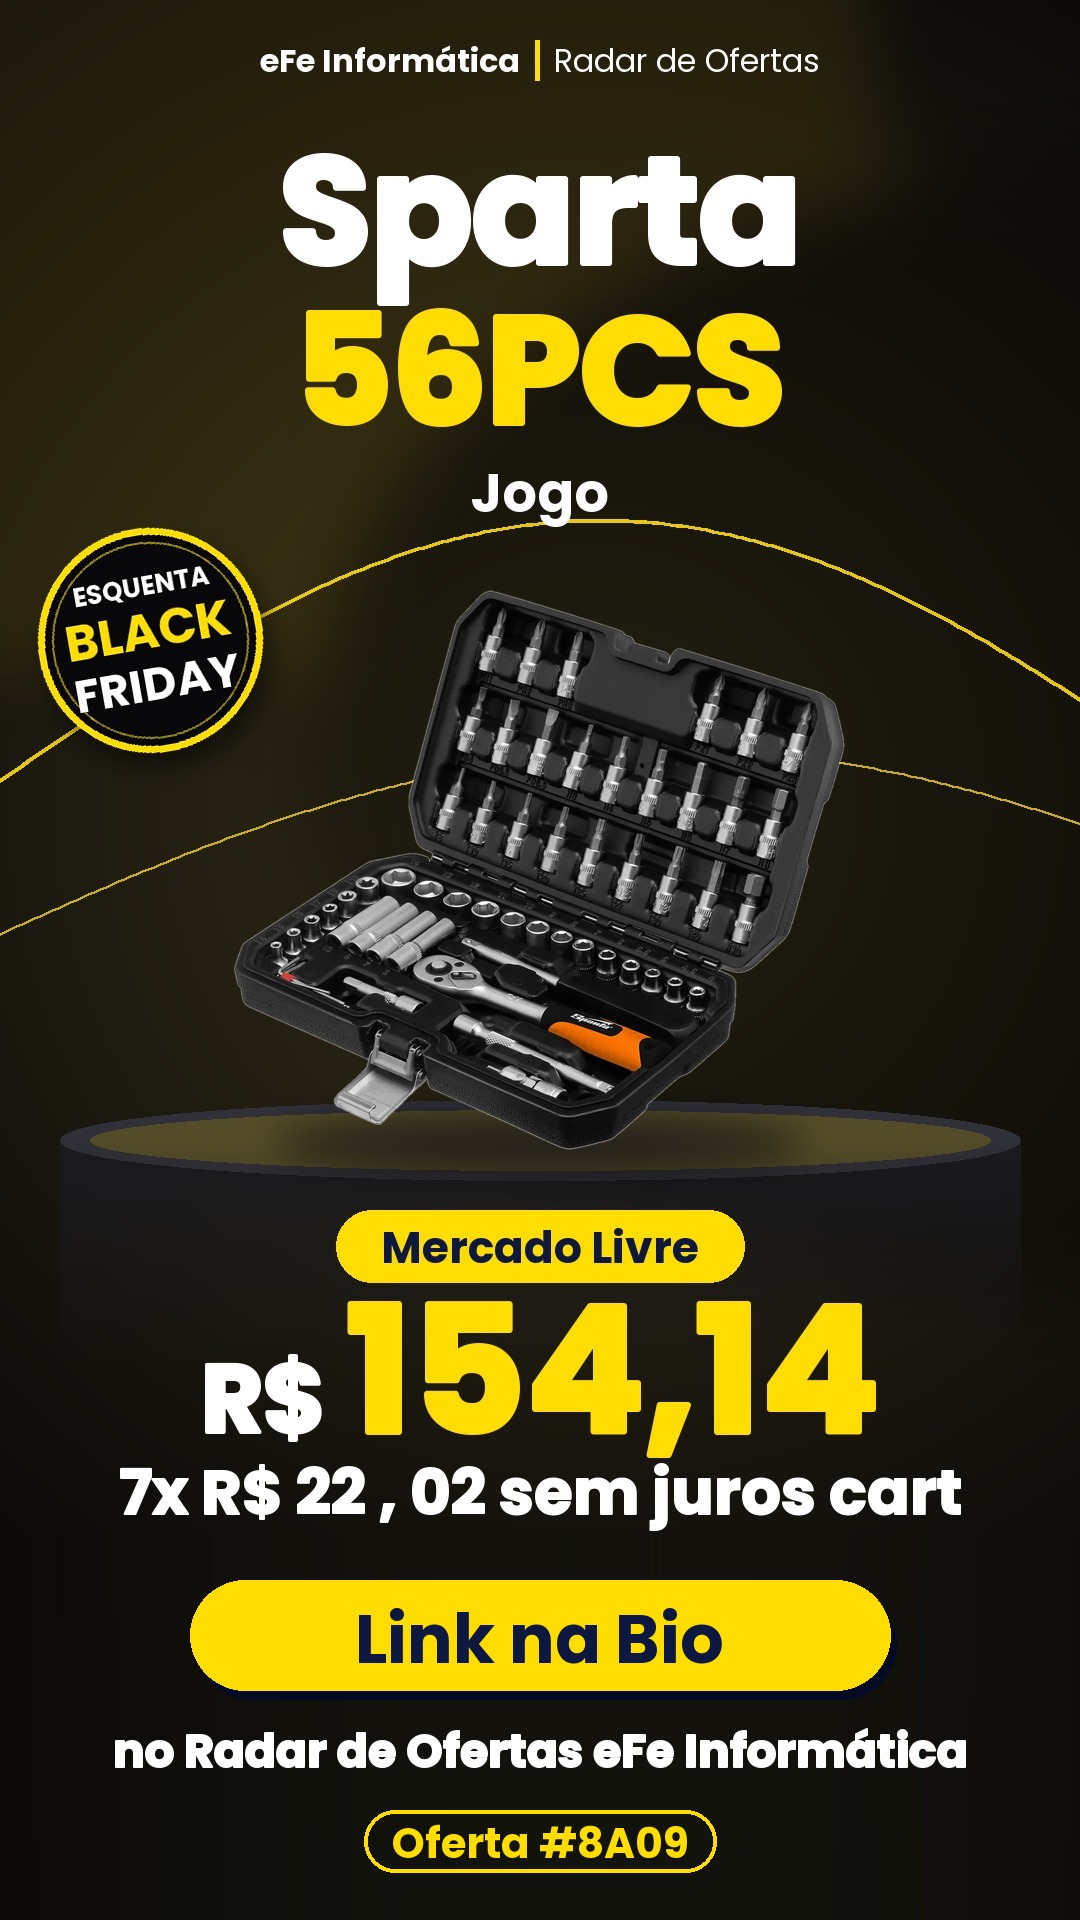 eFe Informática | Radar de Ofertas
Sparta
56PCS
Jogo
ESQUENTA
BLACK
FRIDAY
Sparta
Mercado Livre
R$ 154,14
7x R$ 22 , 02 sem juros cart
Link na Bio
no Radar de Ofertas eFe Informática
Oferta #8A09